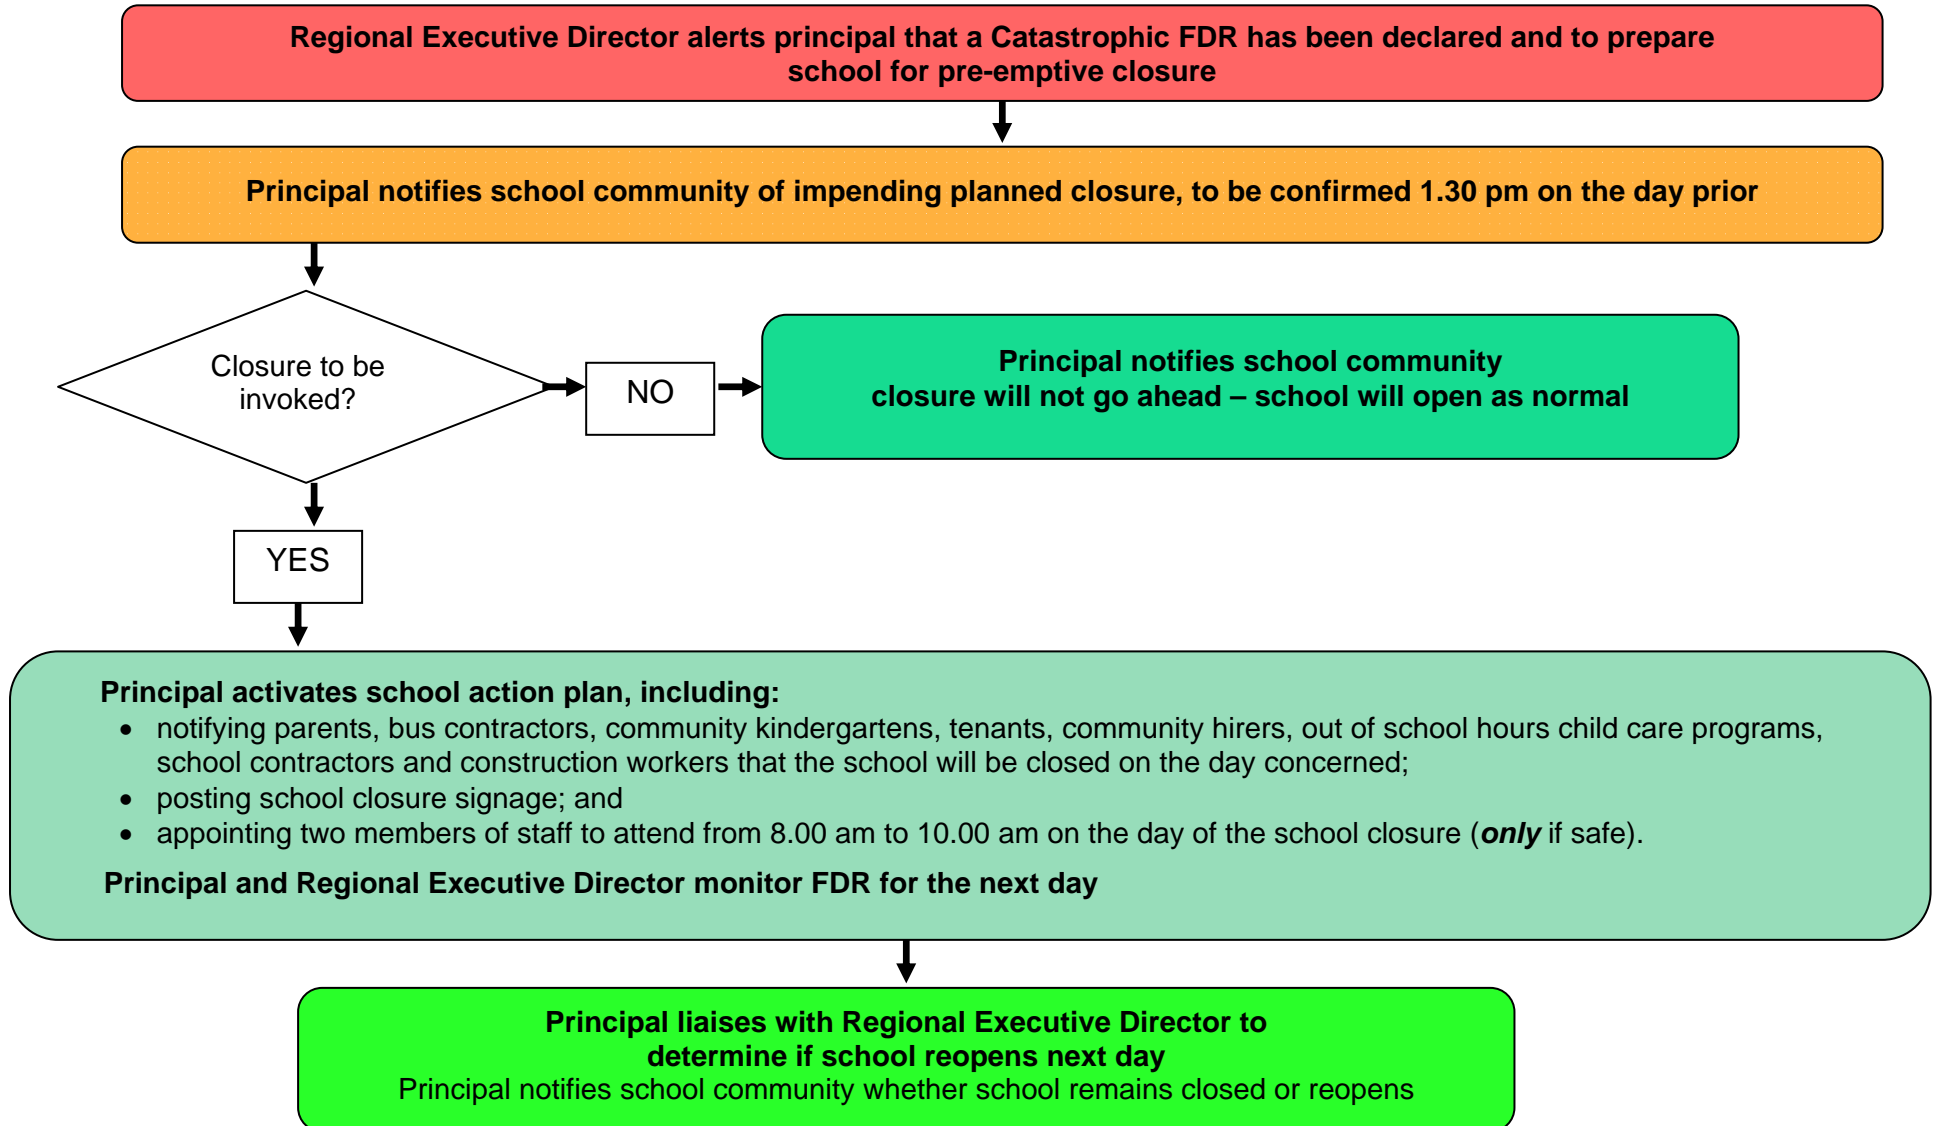 Regional Executive Director alerts principal that a Catastrophic FDR has been declared and to prepare
school for pre-emptive closure
Principal notifies school community of impending planned closure, to be confirmed 1.30 pm on the day prior
Closure to be
invoked?
NO
Principal notifies school community
closure will not go ahead – school will open as normal
YES
Principal activates school action plan, including:
• notifying parents, bus contractors, community kindergartens, tenants, community hirers, out of school hours child care programs,
school contractors and construction workers that the school will be closed on the day concerned;
• posting school closure signage; and
• appointing two members of staff to attend from 8.00 am to 10.00 am on the day of the school closure (only if safe).
Principal and Regional Executive Director monitor FDR for the next day
Principal liaises with Regional Executive Director to
determine if school reopens next day
Principal notifies school community whether school remains closed or reopens